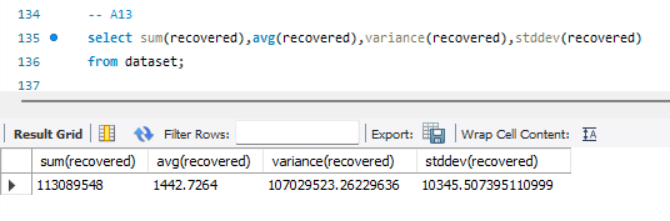 134 -- A13
135 select sum(recovered),avg(recovered),variance(recovered),stddev(recovered)
136 from dataset;
137
Result Grid Filter Rows: Export: Wrap Cell Content:
sum(recovered) avg(recovered) variance(recovered) stddev(recovered)
113089548 1442.7264 107029523.26229636 10345.507395110999